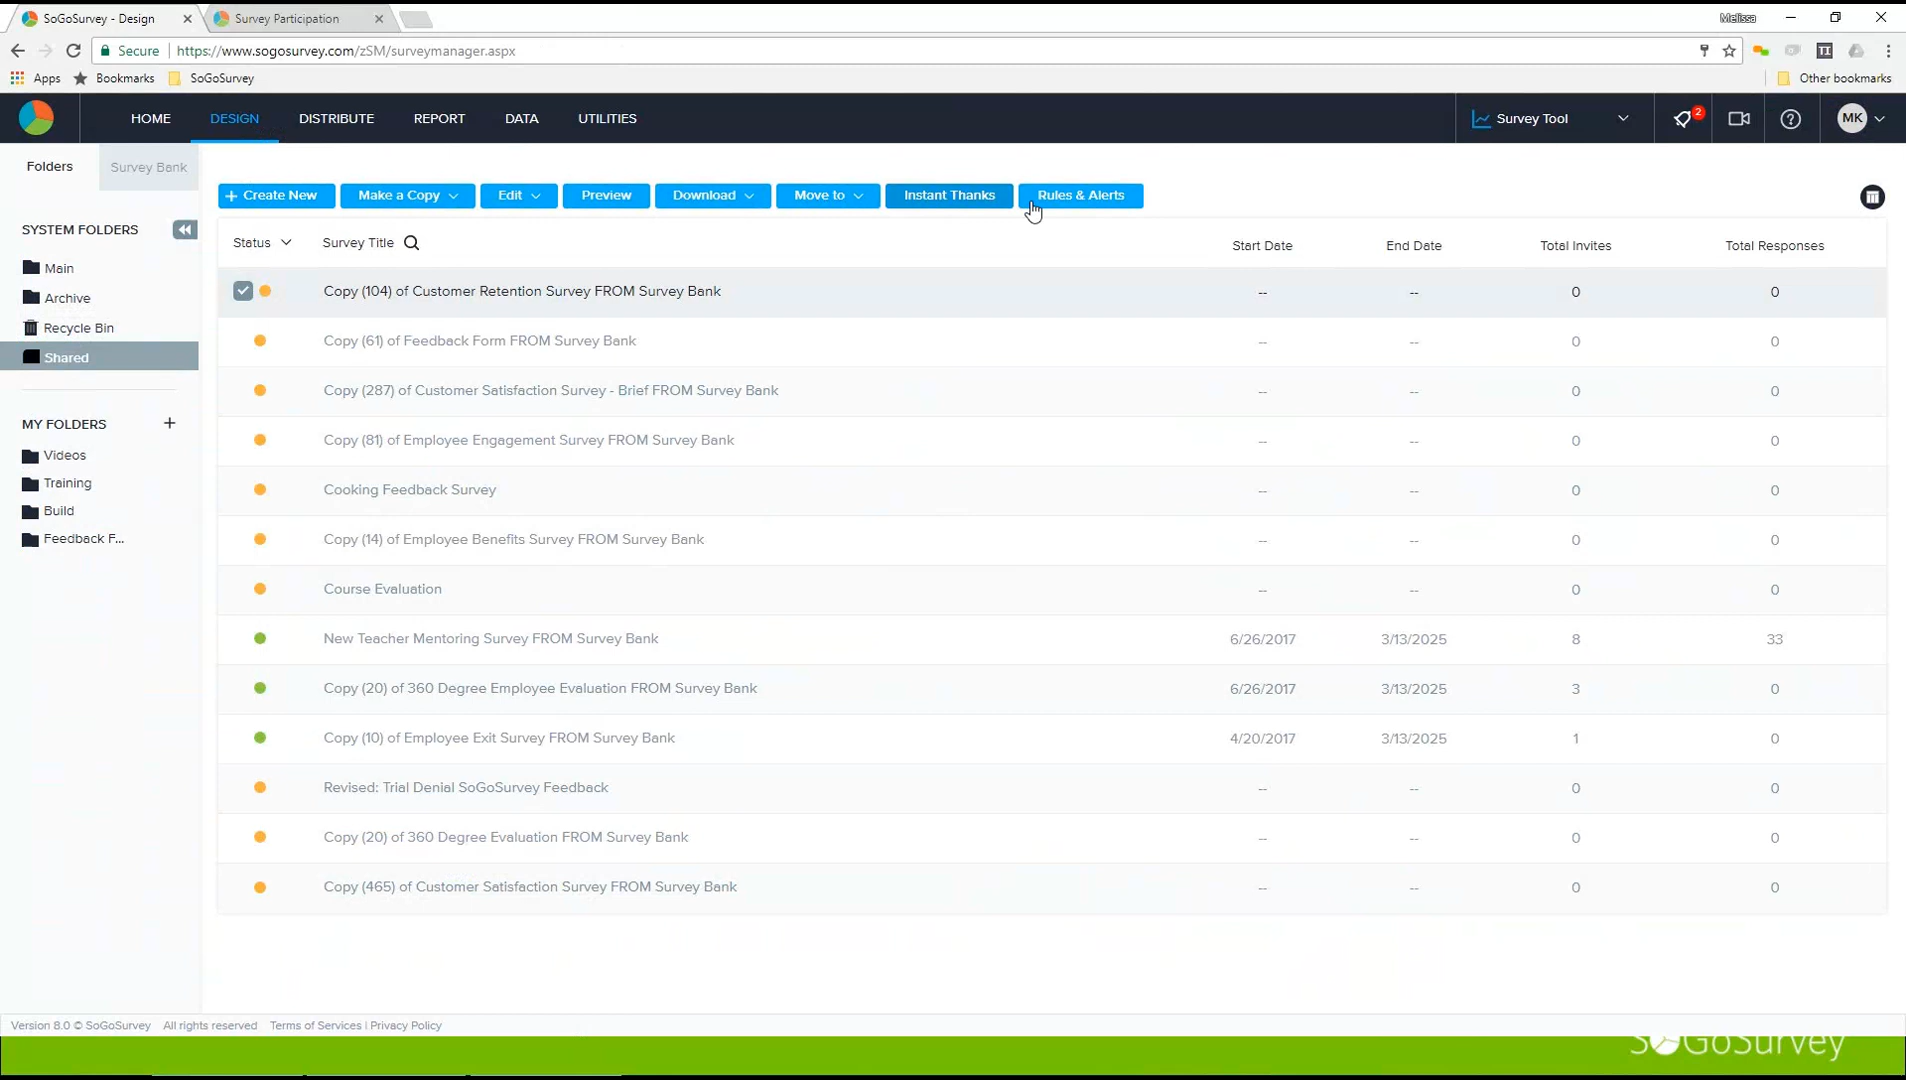 SoGoSurvey - Design
Survey Participation
Melissa
Secure https://www.sogosurvey.com/zSM/surveymanager.aspx
Apps Bookmarks SoGoSurvey Other bookmarks
HOME DESIGN DISTRIBUTE REPORT DATA UTILITIES Survey Tool 2 MK
Folders Survey Bank
+ Create New Make a Copy Edit Preview Download Move to Instant Thanks Rules & Alerts
SYSTEM FOLDERS
Main
Archive
Recycle Bin
Shared
MY FOLDERS +
Videos
Training
Build
Feedback F...
Status Survey Title Start Date End Date Total Invites Total Responses
Copy (104) of Customer Retention Survey FROM Survey Bank -- -- 0 0
Copy (61) of Feedback Form FROM Survey Bank -- -- 0 0
Copy (287) of Customer Satisfaction Survey - Brief FROM Survey Bank -- -- 0 0
Copy (81) of Employee Engagement Survey FROM Survey Bank -- -- 0 0
Cooking Feedback Survey -- -- 0 0
Copy (14) of Employee Benefits Survey FROM Survey Bank -- -- 0 0
Course Evaluation -- -- 0 0
New Teacher Mentoring Survey FROM Survey Bank 6/26/2017 3/13/2025 8 33
Copy (20) of 360 Degree Employee Evaluation FROM Survey Bank 6/26/2017 3/13/2025 3 0
Copy (10) of Employee Exit Survey FROM Survey Bank 4/20/2017 3/13/2025 1 0
Revised: Trial Denial SoGoSurvey Feedback -- -- 0 0
Copy (20) of 360 Degree Evaluation FROM Survey Bank -- -- 0 0
Copy (465) of Customer Satisfaction Survey FROM Survey Bank -- -- 0 0
Version 8.0 © SoGoSurvey All rights reserved Terms of Services | Privacy Policy
SoGoSurvey